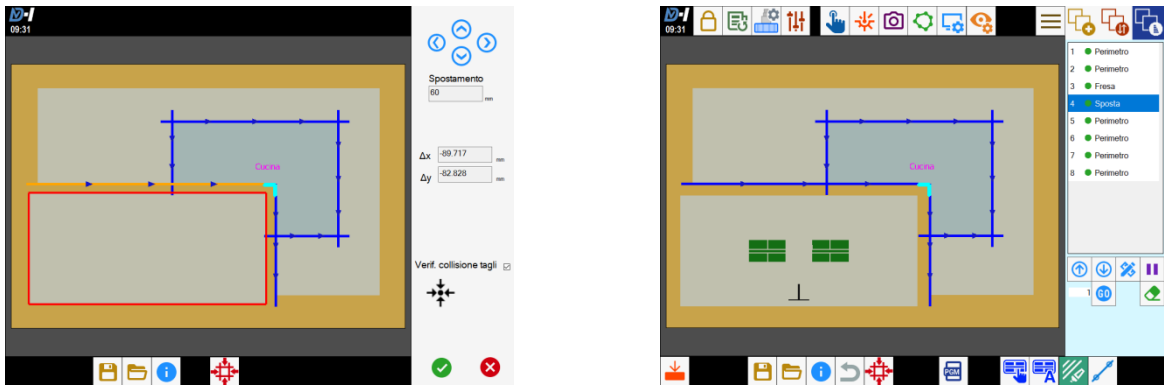 09:31
Spostamento
60
mm
Δx -89.717 mm
Δy -82.828 mm
Verif. collisione tagli
Cucina
09:31
Cucina
1 Perimetro
2 Perimetro
3 Fresa
4 Sposta
5 Perimetro
6 Perimetro
7 Perimetro
8 Perimetro
1 GO
PGM
A